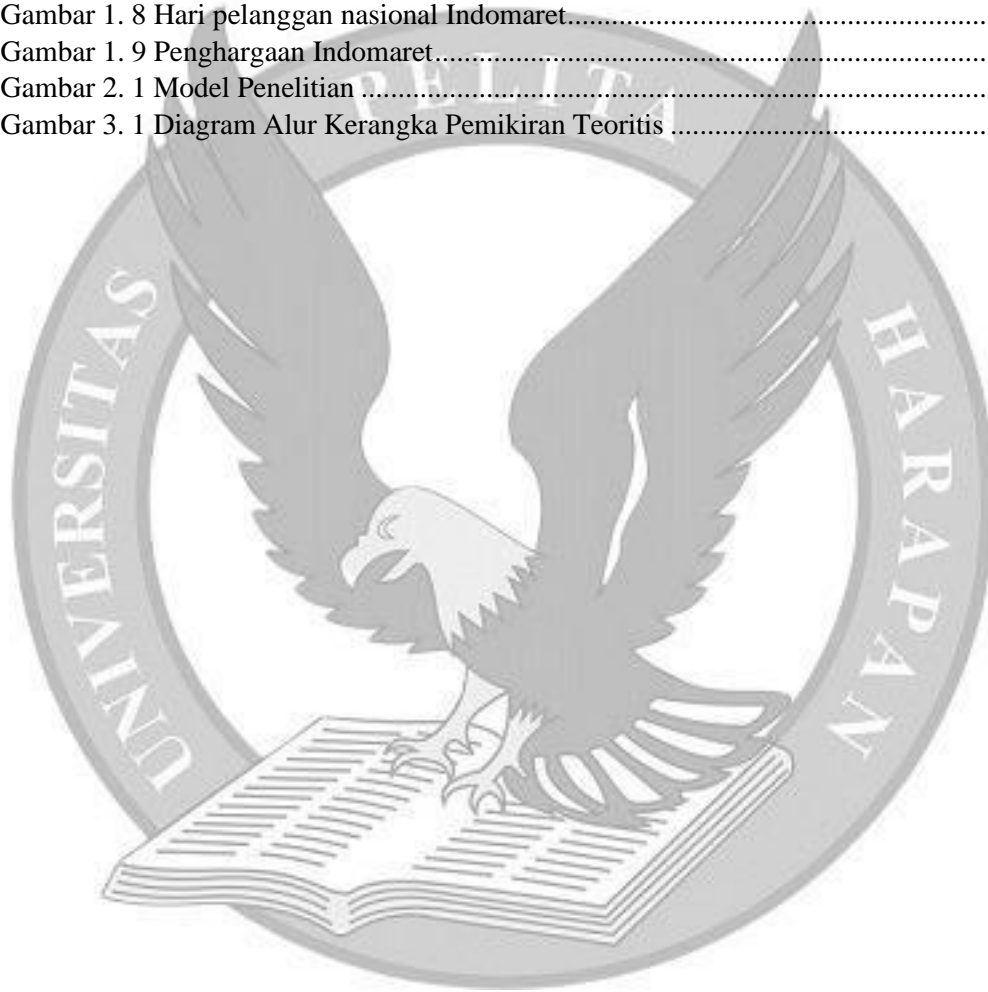 Gambar 1. 8 Hari pelanggan nasional Indomaret..................................................
Gambar 1. 9 Penghargaan Indomaret..................................................................
Gambar 2. 1 Model Penelitian ...........................................................................
Gambar 3. 1 Diagram Alur Kerangka Pemikiran Teoritis ......................................
UNIVERSITAS PELITA HARAPAN